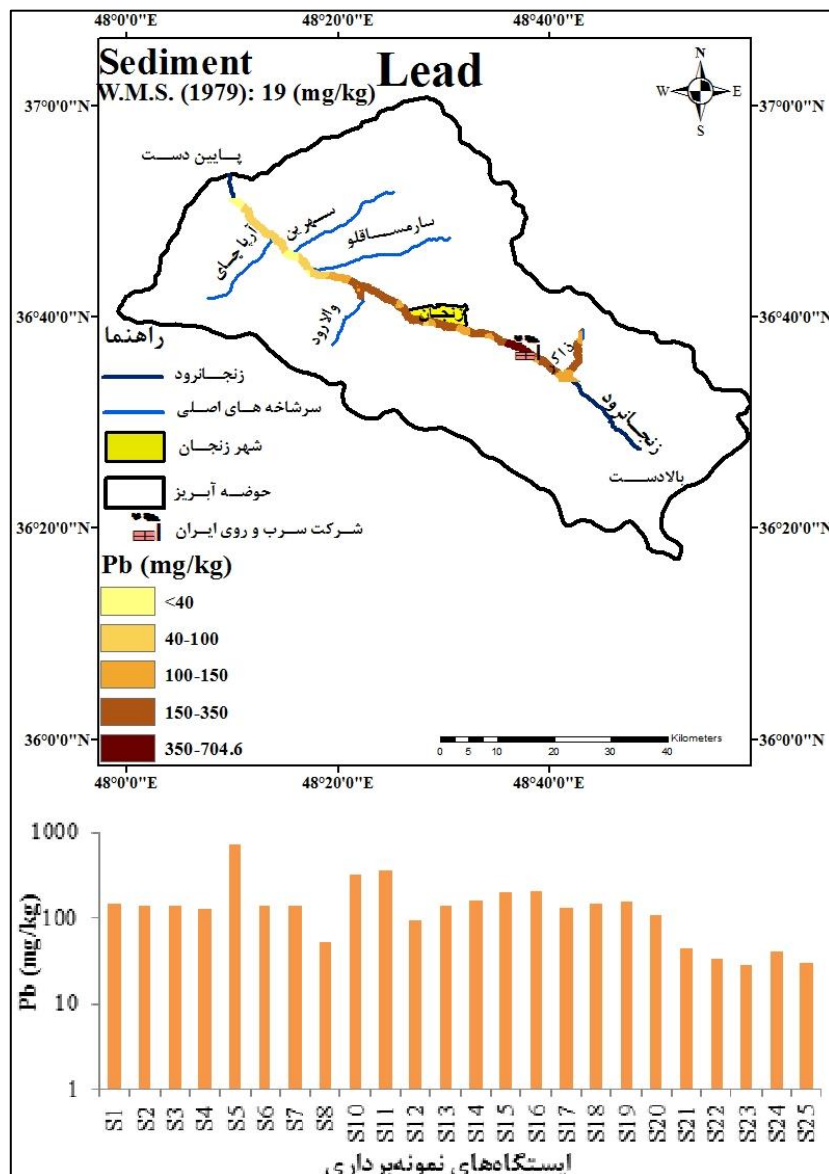 48°0'0"E 48°20'0"E 48°40'0"E
Sediment Lead
W.M.S. (1979): 19 (mg/kg)
N
W E
S
37°0'0"N 37°0'0"N
پایین دست
سهرین
سارمساقلو
آرپا چای
36°40'0"N 36°40'0"N
والارود
زنجان
ذاکر
زنجانرود
بالادست
راهنما
زنجانرود
سرشاخه های اصلی
شهر زنجان
حوضه آبریز
شرکت سرب و روی ایران
36°20'0"N 36°20'0"N
Pb (mg/kg)
<40
40-100
100-150
150-350
350-704.6
Kilometers
0 5 10 20 30 40
36°0'0"N 36°0'0"N
48°0'0"E 48°20'0"E 48°40'0"E
Pb (mg/kg)
1000
100
10
1
S1 S2 S3 S4 S5 S6 S7 S8 S10 S11 S12 S13 S14 S15 S16 S17 S18 S19 S20 S21 S22 S23 S24 S25
ایستگاه‌های نمونه‌برداری